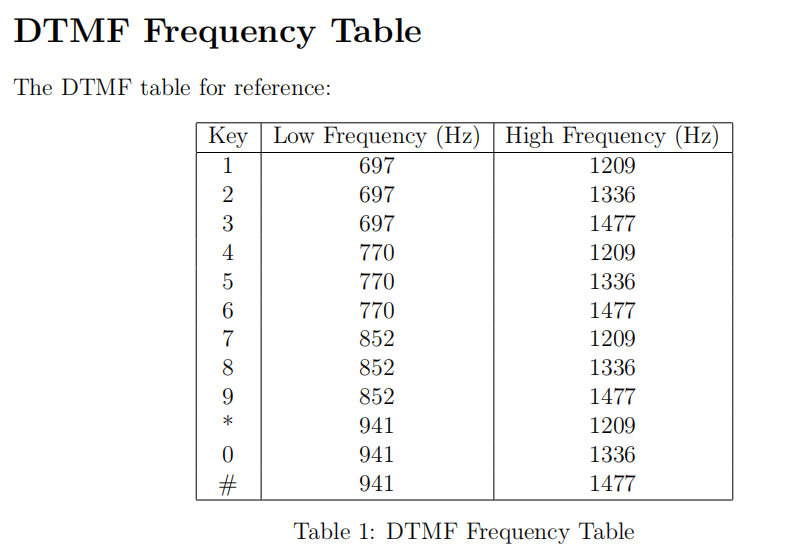 DTMF Frequency Table
The DTMF table for reference:
Key Low Frequency (Hz) High Frequency (Hz)
1 697 1209
2 697 1336
3 697 1477
4 770 1209
5 770 1336
6 770 1477
7 852 1209
8 852 1336
9 852 1477
* 941 1209
0 941 1336
# 941 1477
Table 1: DTMF Frequency Table